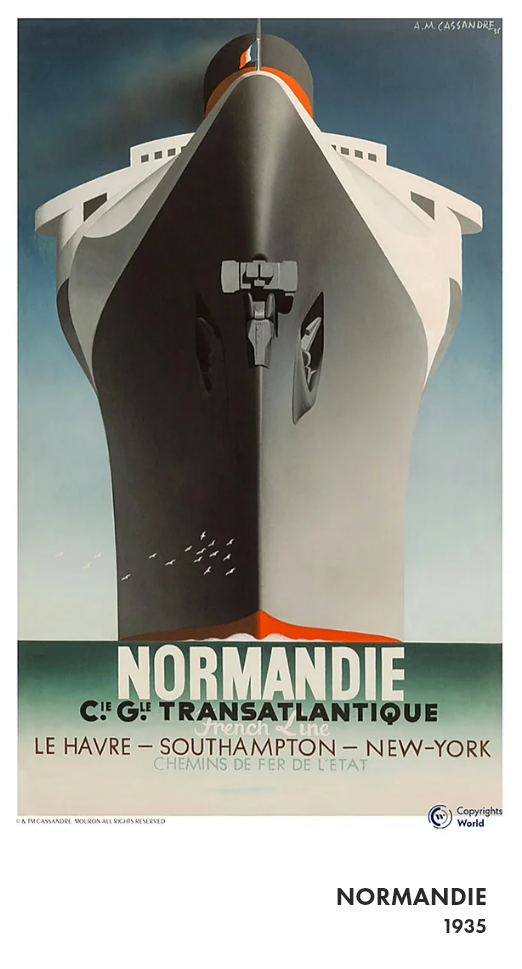 A.M. CASSANDRE
35
NORMANDIE
Cᴵᴱ. Gᴸᴱ. TRANSATLANTIQUE
French Line
LE HAVRE – SOUTHAMPTON – NEW-YORK
CHEMINS DE FER DE L'ETAT
© & TM CASSANDRE. MOURON ALL RIGHTS RESERVED
Copyrights
World
NORMANDIE
1935